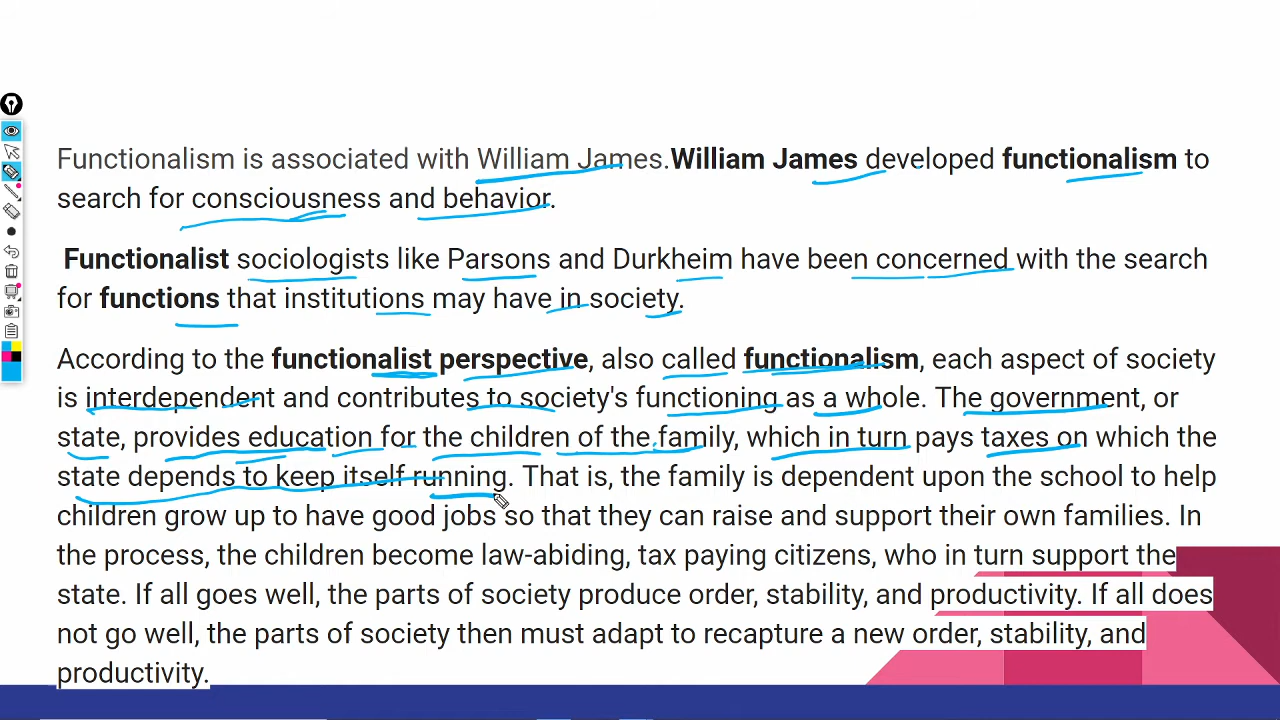 Functionalism is associated with William James.William James developed functionalism to
search for consciousness and behavior.
Functionalist sociologists like Parsons and Durkheim have been concerned with the search
for functions that institutions may have in society.
According to the functionalist perspective, also called functionalism, each aspect of society
is interdependent and contributes to society's functioning as a whole. The government, or
state, provides education for the children of the family, which in turn pays taxes on which the
state depends to keep itself running. That is, the family is dependent upon the school to help
children grow up to have good jobs so that they can raise and support their own families. In
the process, the children become law-abiding, tax paying citizens, who in turn support the
state. If all goes well, the parts of society produce order, stability, and productivity. If all does
not go well, the parts of society then must adapt to recapture a new order, stability, and
productivity.